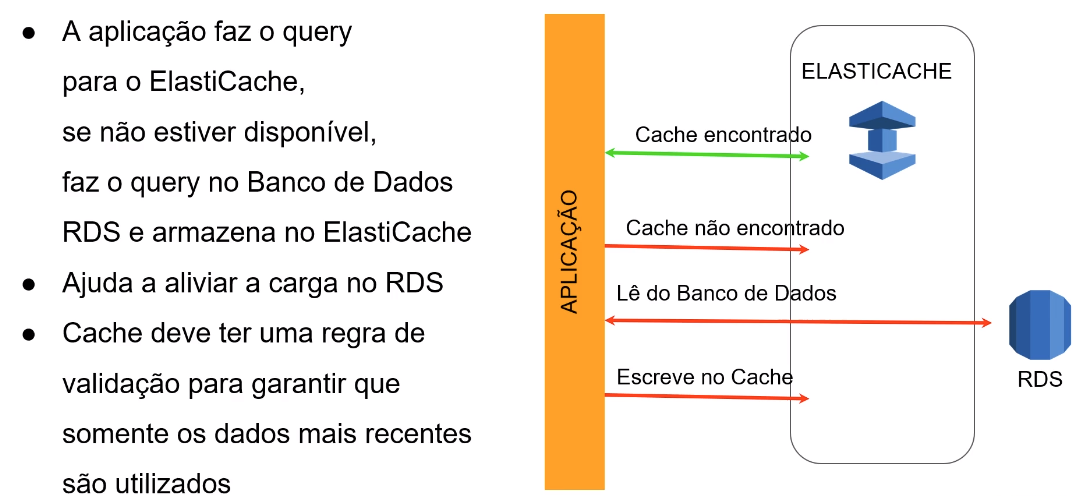 ● A aplicação faz o query
para o ElastiCache,
se não estiver disponível,
faz o query no Banco de Dados
RDS e armazena no ElastiCache
● Ajuda a aliviar a carga no RDS
● Cache deve ter uma regra de
validação para garantir que
somente os dados mais recentes
são utilizados
APLICAÇÃO
ELASTICACHE
Cache encontrado
Cache não encontrado
Lê do Banco de Dados
RDS
Escreve no Cache